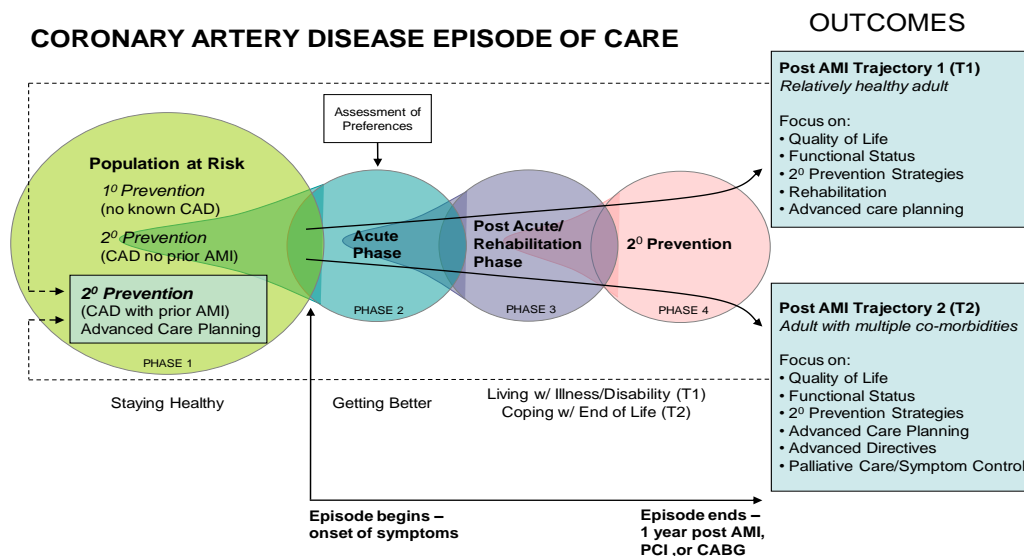 OUTCOMES
CORONARY ARTERY DISEASE EPISODE OF CARE
Assessment of
Preferences
Population at Risk
1⁰ Prevention
(no known CAD)
2⁰ Prevention
(CAD no prior AMI)
2⁰ Prevention
(CAD with prior AMI)
Advanced Care Planning
PHASE 1
Acute
Phase
PHASE 2
Post Acute/
Rehabilitation
Phase
PHASE 3
2⁰ Prevention
PHASE 4
Staying Healthy
Getting Better
Living w/ Illness/Disability (T1)
Coping w/ End of Life (T2)
Episode begins –
onset of symptoms
Episode ends –
1 year post AMI,
PCI ,or CABG
Post AMI Trajectory 1 (T1)
Relatively healthy adult
Focus on:
• Quality of Life
• Functional Status
• 2⁰ Prevention Strategies
• Rehabilitation
• Advanced care planning
Post AMI Trajectory 2 (T2)
Adult with multiple co-morbidities
Focus on:
• Quality of Life
• Functional Status
• 2⁰ Prevention Strategies
• Advanced Care Planning
• Advanced Directives
• Palliative Care/Symptom Control